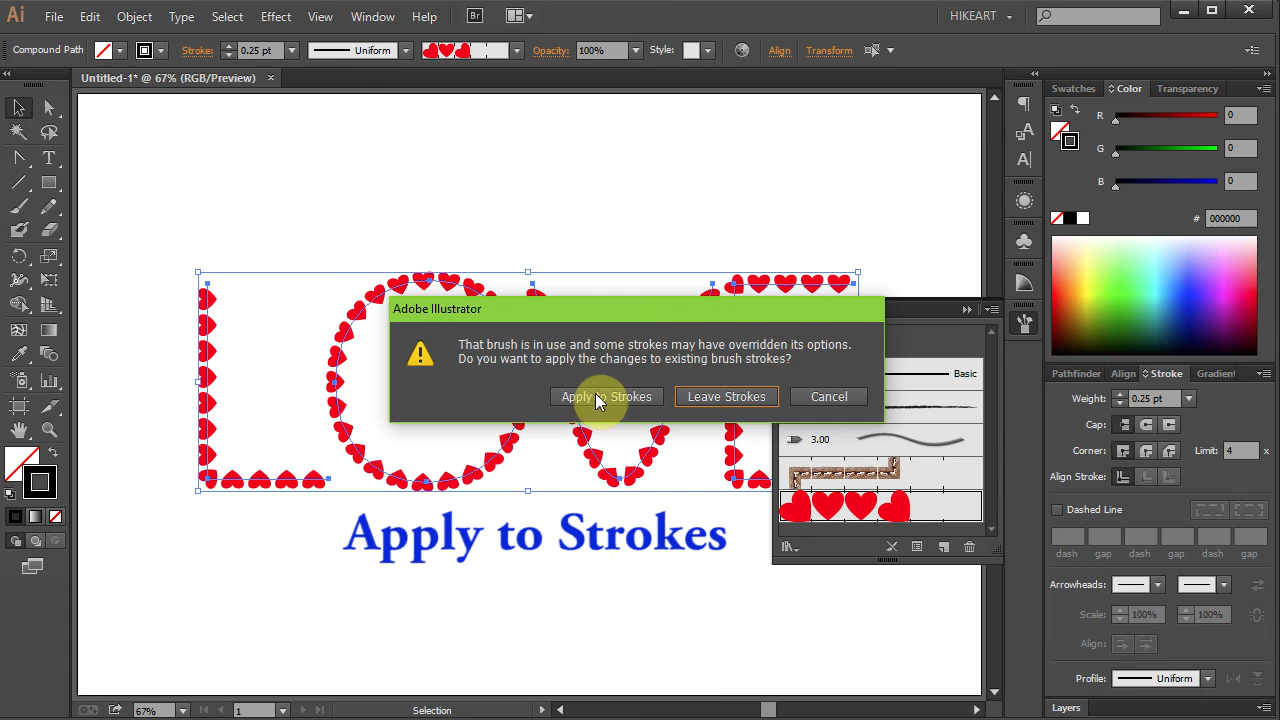 Ai File Edit Object Type Select Effect View Window Help Br HIKEART
Compound Path Stroke: 0.25 pt Uniform Opacity: 100% Style: Align Transform
Untitled-1* @ 67% (RGB/Preview) ×
Swatches Color Transparency
R 0
G 0
B 0
# 000000
Adobe Illustrator
That brush is in use and some strokes may have overridden its options.
Do you want to apply the changes to existing brush strokes?
Apply to Strokes Leave Strokes Cancel
Basic
3.00
Apply to Strokes
Pathfinder Align Stroke Gradient
Weight: 0.25 pt
Cap:
Corner: Limit: 4 x
Align Stroke:
Dashed Line
dash gap dash gap dash gap
Arrowheads:
Scale: 100% 100%
Align:
Profile: Uniform
Layers
67% 1 Selection